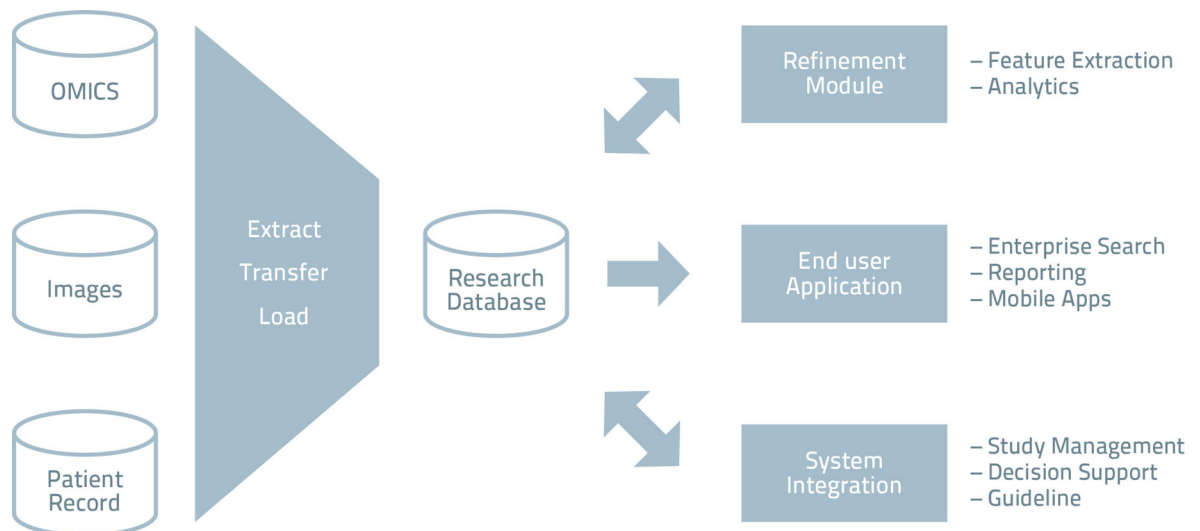 OMICS
Images
Patient
Record
Extract
Transfer
Load
Research
Database
Refinement
Module
– Feature Extraction
– Analytics
End user
Application
– Enterprise Search
– Reporting
– Mobile Apps
System
Integration
– Study Management
– Decision Support
– Guideline